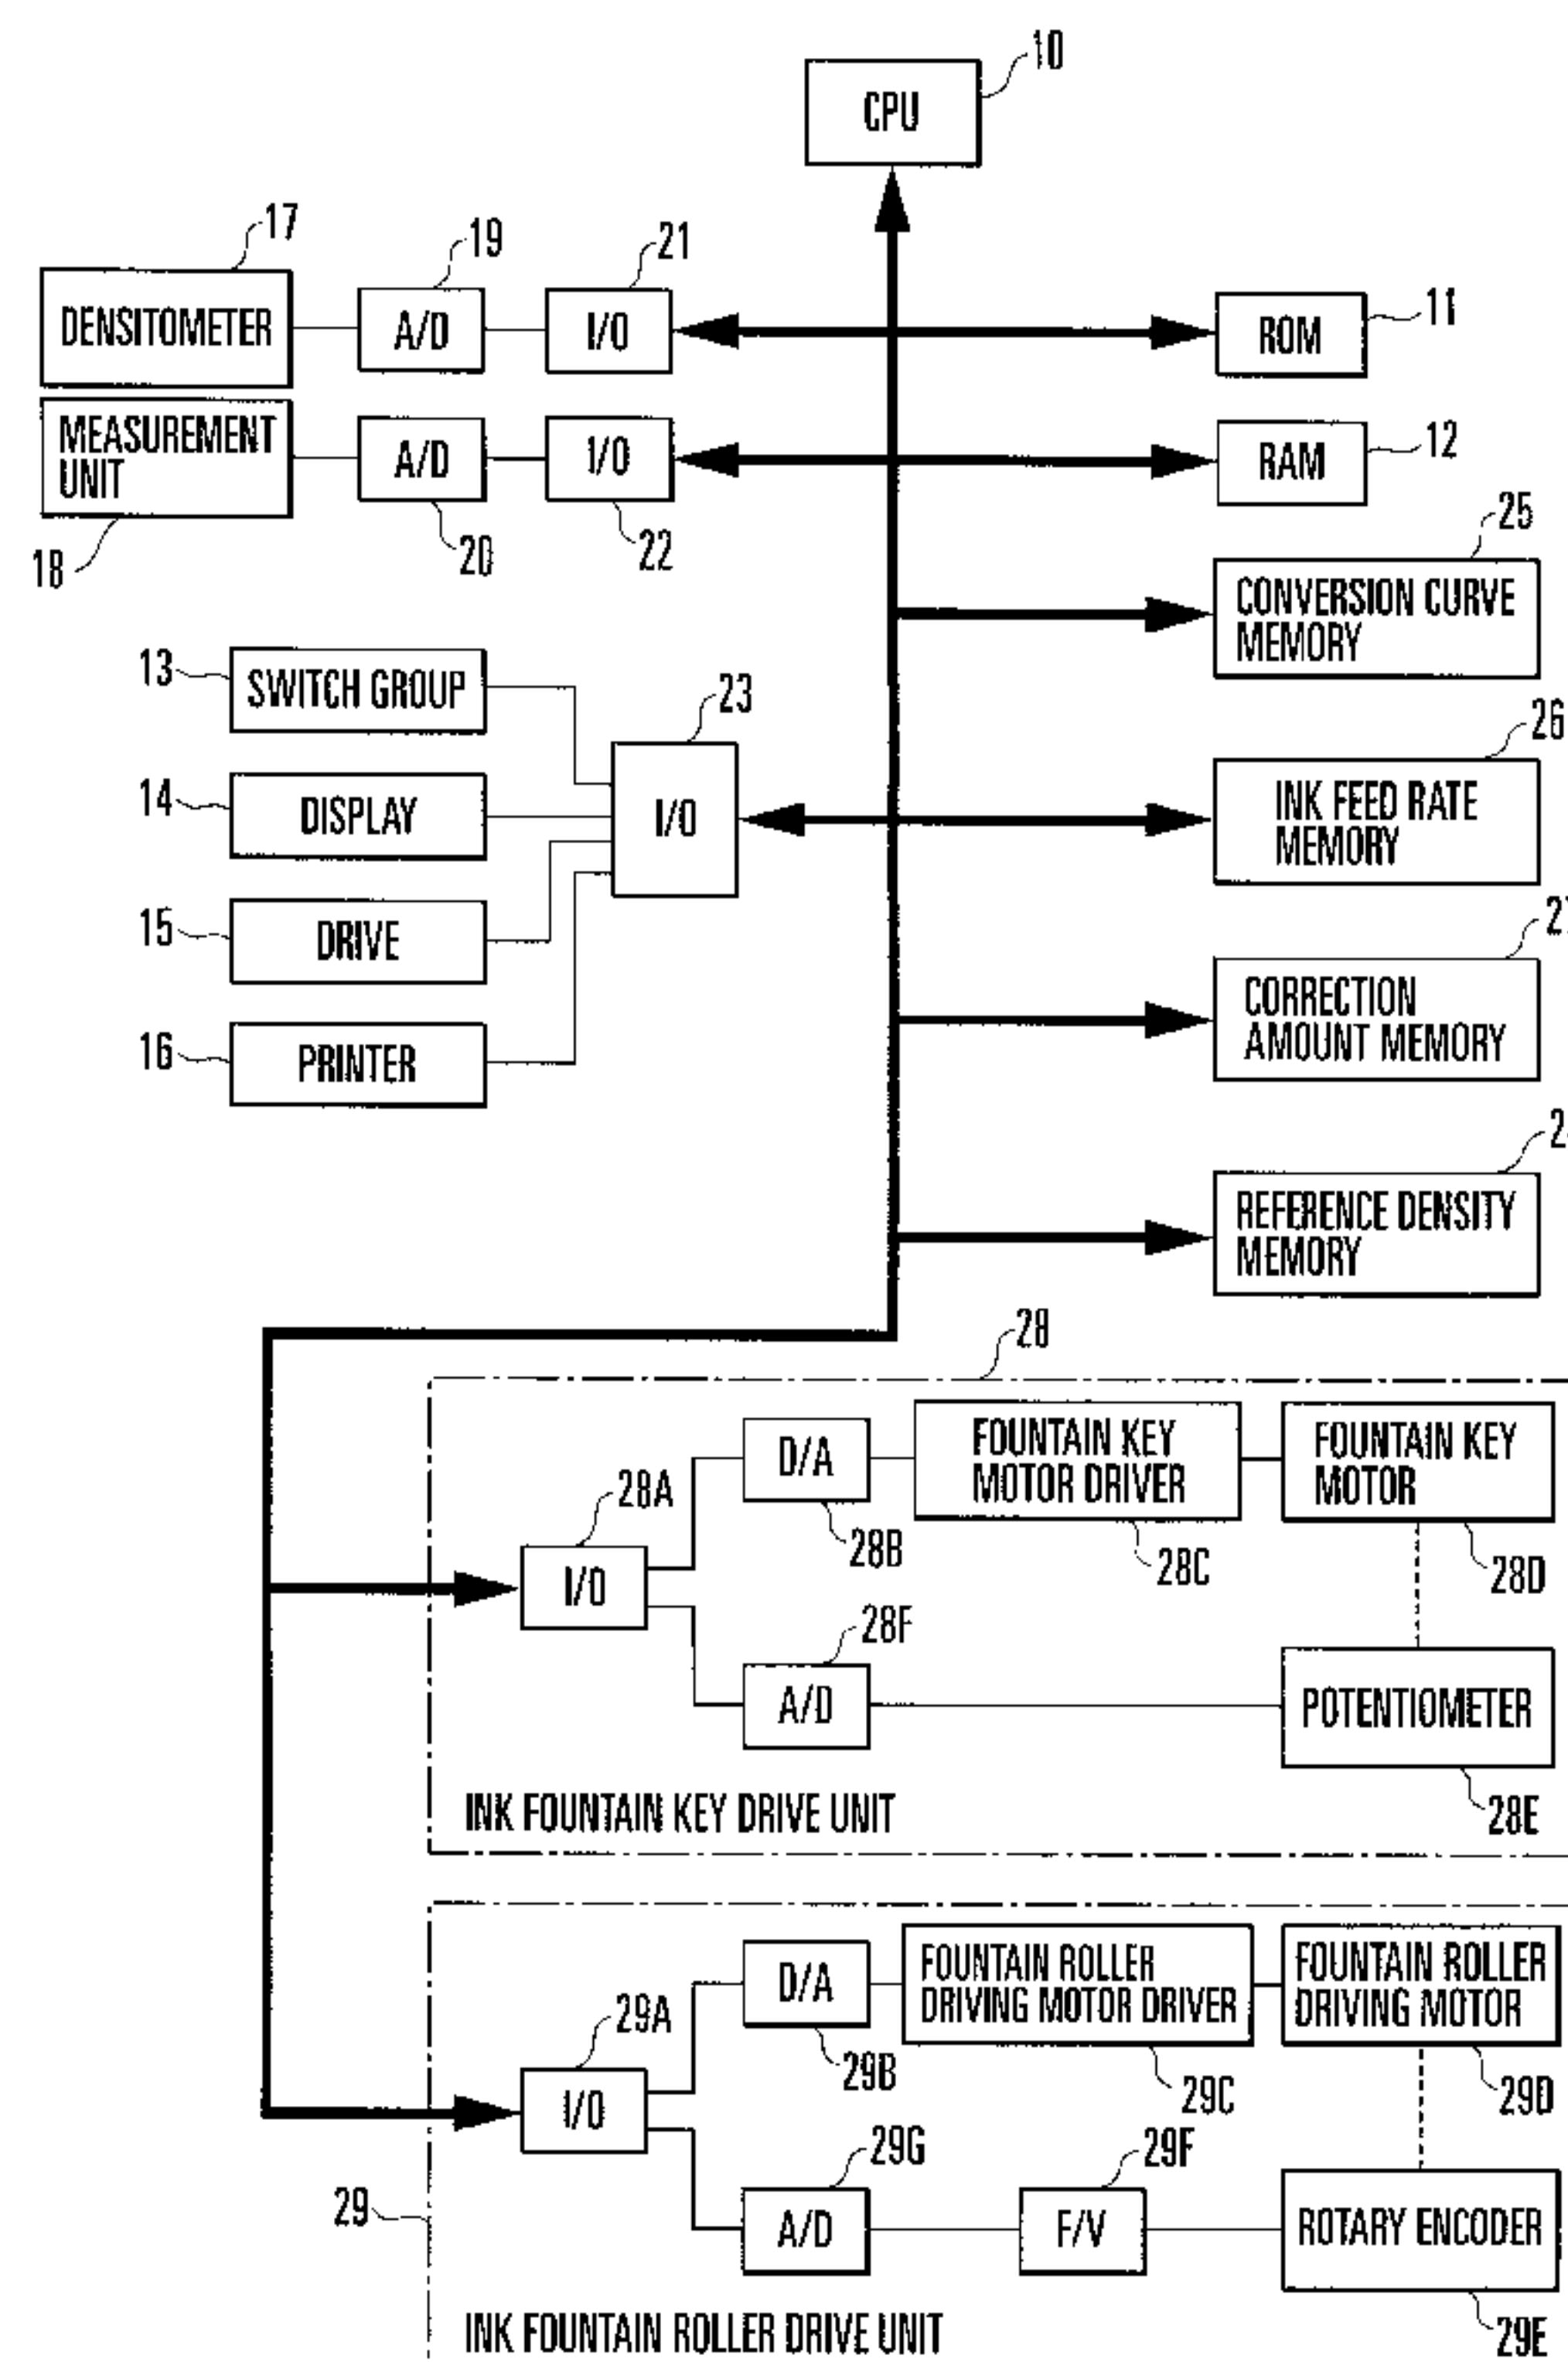 10
CPU
17
19
21
DENSITOMETER
A/D
I/O
ROM
11
MEASUREMENT
UNIT
A/D
I/O
RAM
12
18
20
22
25
CONVERSION CURVE
MEMORY
13
SWITCH GROUP
23
14
DISPLAY
I/O
26
INK FEED RATE
MEMORY
15
DRIVE
16
PRINTER
CORRECTION
AMOUNT MEMORY
REFERENCE DENSITY
MEMORY
28
28A
I/O
D/A
28B
FOUNTAIN KEY
MOTOR DRIVER
28C
FOUNTAIN KEY
MOTOR
28D
28F
A/D
POTENTIOMETER
28E
INK FOUNTAIN KEY DRIVE UNIT
29A
I/O
D/A
29B
FOUNTAIN ROLLER
DRIVING MOTOR DRIVER
29C
FOUNTAIN ROLLER
DRIVING MOTOR
29D
29G
A/D
29F
F/V
ROTARY ENCODER
29E
29
INK FOUNTAIN ROLLER DRIVE UNIT